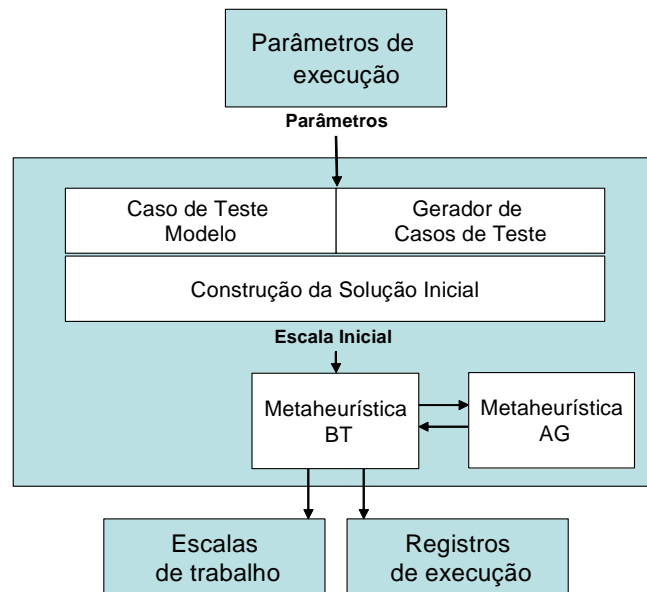 Parâmetros de
execução
Parâmetros
Caso de Teste
Modelo
Gerador de
Casos de Teste
Construção da Solução Inicial
Escala Inicial
Metaheurística
BT
Metaheurística
AG
Escalas
de trabalho
Registros
de execução